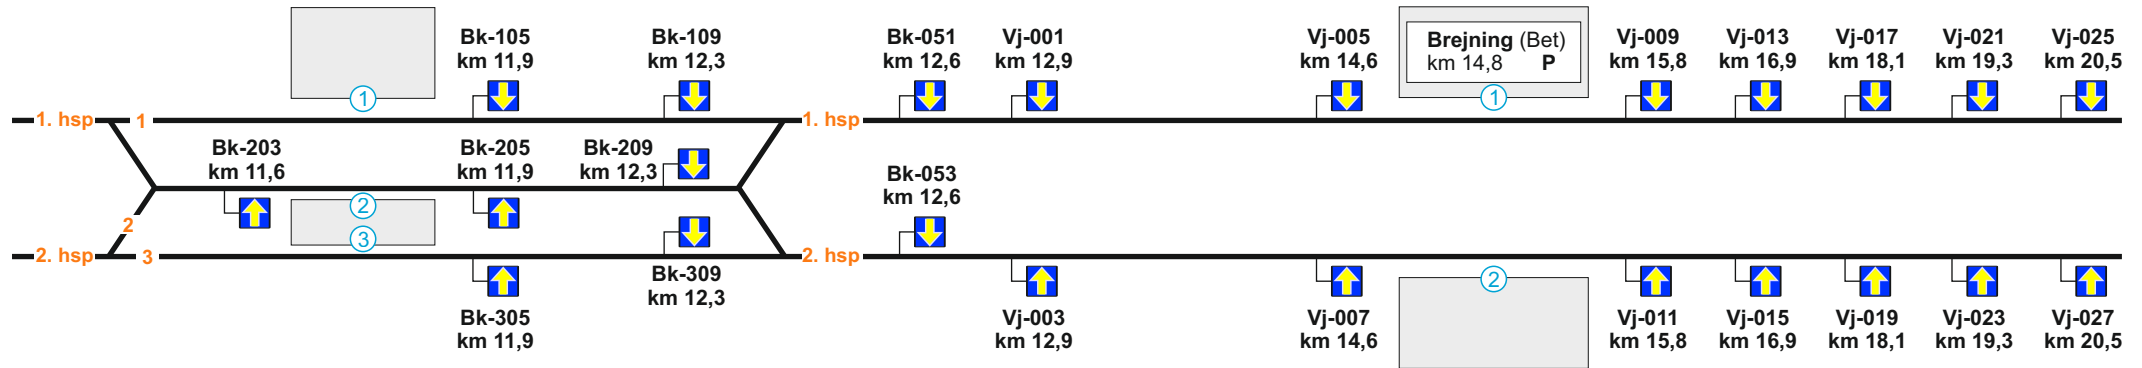 Bk-105
km 11,9
Bk-109
km 12,3
Bk-051
km 12,6
Vj-001
km 12,9
Vj-005
km 14,6
Brejning (Bet)
km 14,8 P
Vj-009
km 15,8
Vj-013
km 16,9
Vj-017
km 18,1
Vj-021
km 19,3
Vj-025
km 20,5
1
1
1. hsp
1
1. hsp
Bk-203
km 11,6
Bk-205
km 11,9
Bk-209
km 12,3
Bk-053
km 12,6
2
2
3
2. hsp
3
2. hsp
2
Bk-305
km 11,9
Bk-309
km 12,3
Vj-003
km 12,9
Vj-007
km 14,6
Vj-011
km 15,8
Vj-015
km 16,9
Vj-019
km 18,1
Vj-023
km 19,3
Vj-027
km 20,5